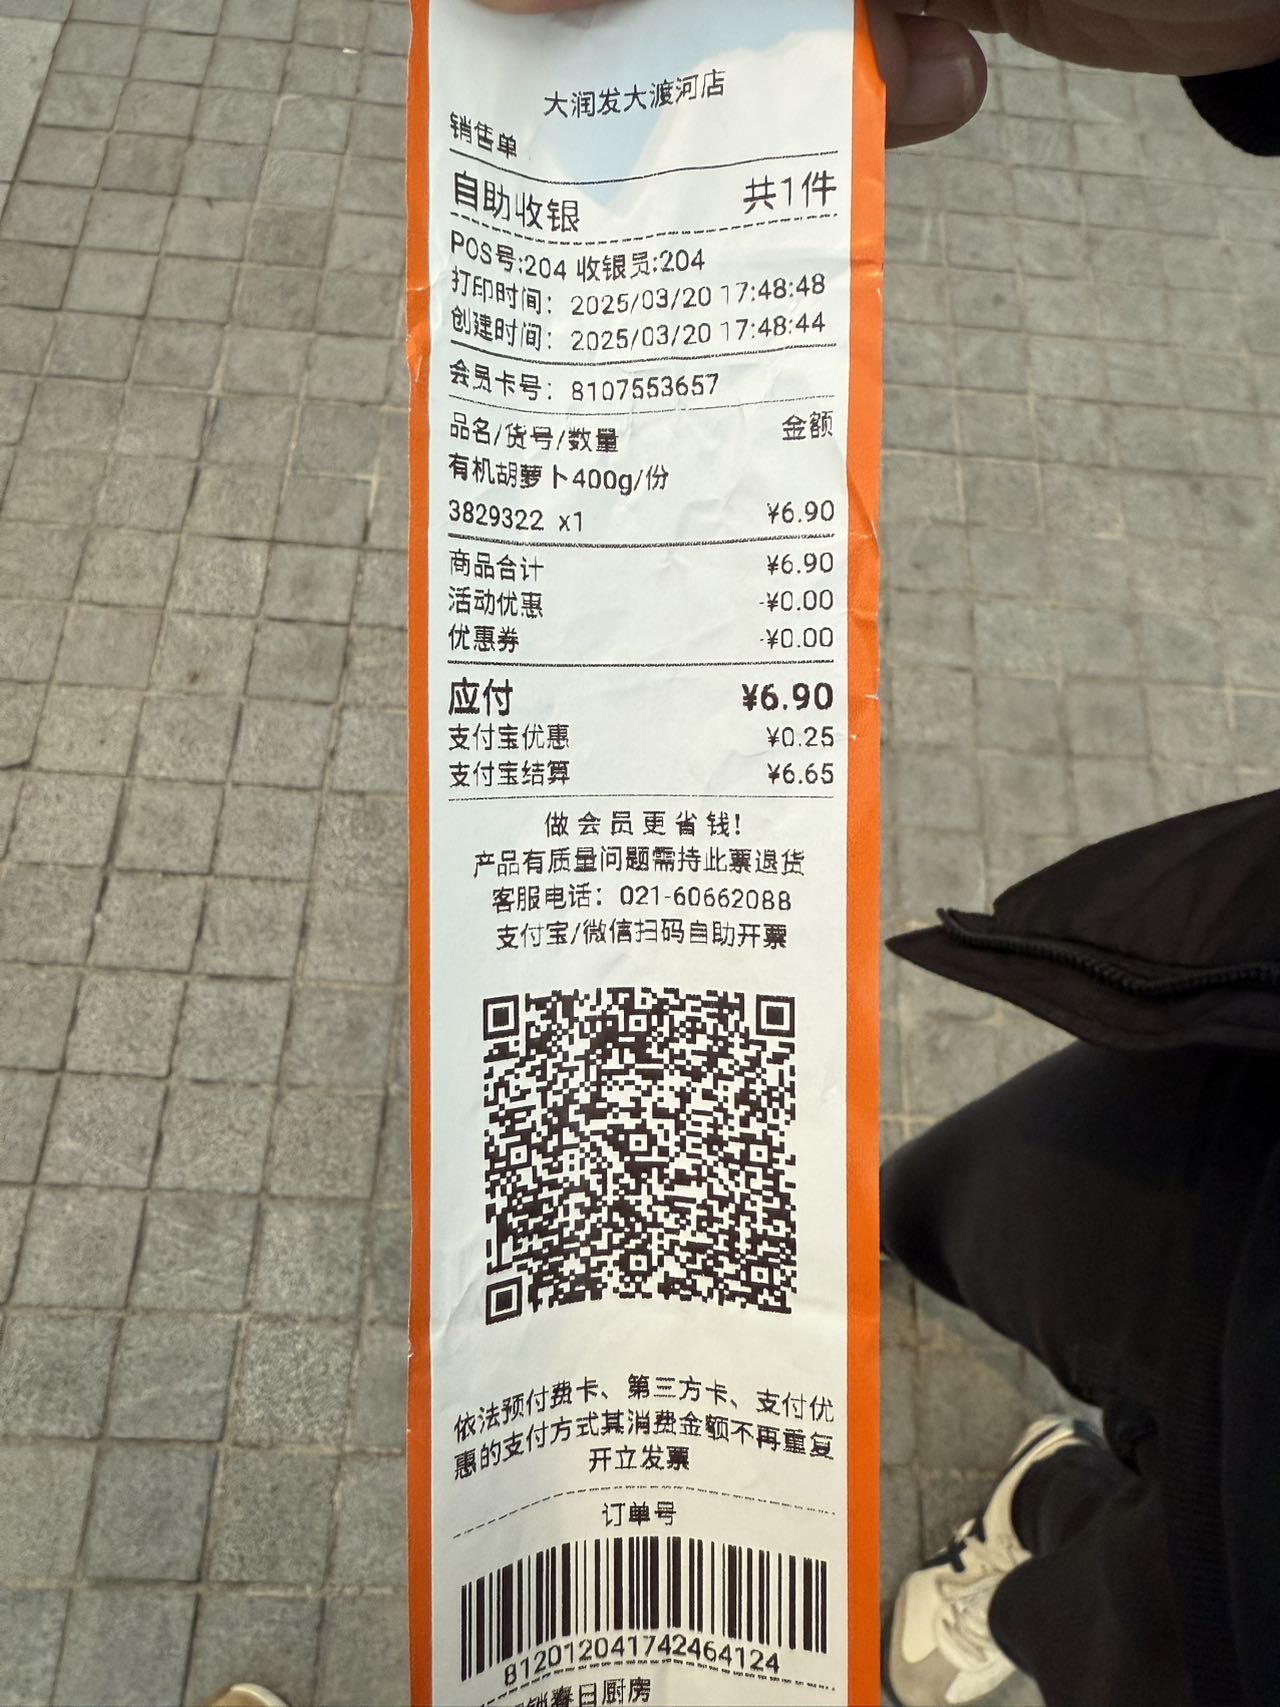 大润发大渡河店
销售单
自助收银 共1件
POS号:204 收银员:204
打印时间: 2025/03/20 17:48:48
创建时间: 2025/03/20 17:48:44
会员卡号: 8107553657
品名/货号/数量 金额
有机胡萝卜400g/份
3829322 x1 ¥6.90
商品合计 ¥6.90
活动优惠 -¥0.00
优惠券 -¥0.00
应付 ¥6.90
支付宝优惠 ¥0.25
支付宝结算 ¥6.65
做会员更省钱!
产品有质量问题需持此票退货
客服电话: 021-60662088
支付宝/微信扫码自助开票
依法预付费卡、第三方卡、支付优
惠的支付方式其消费金额不再重复
开立发票
订单号
812012041742464124
春日厨房